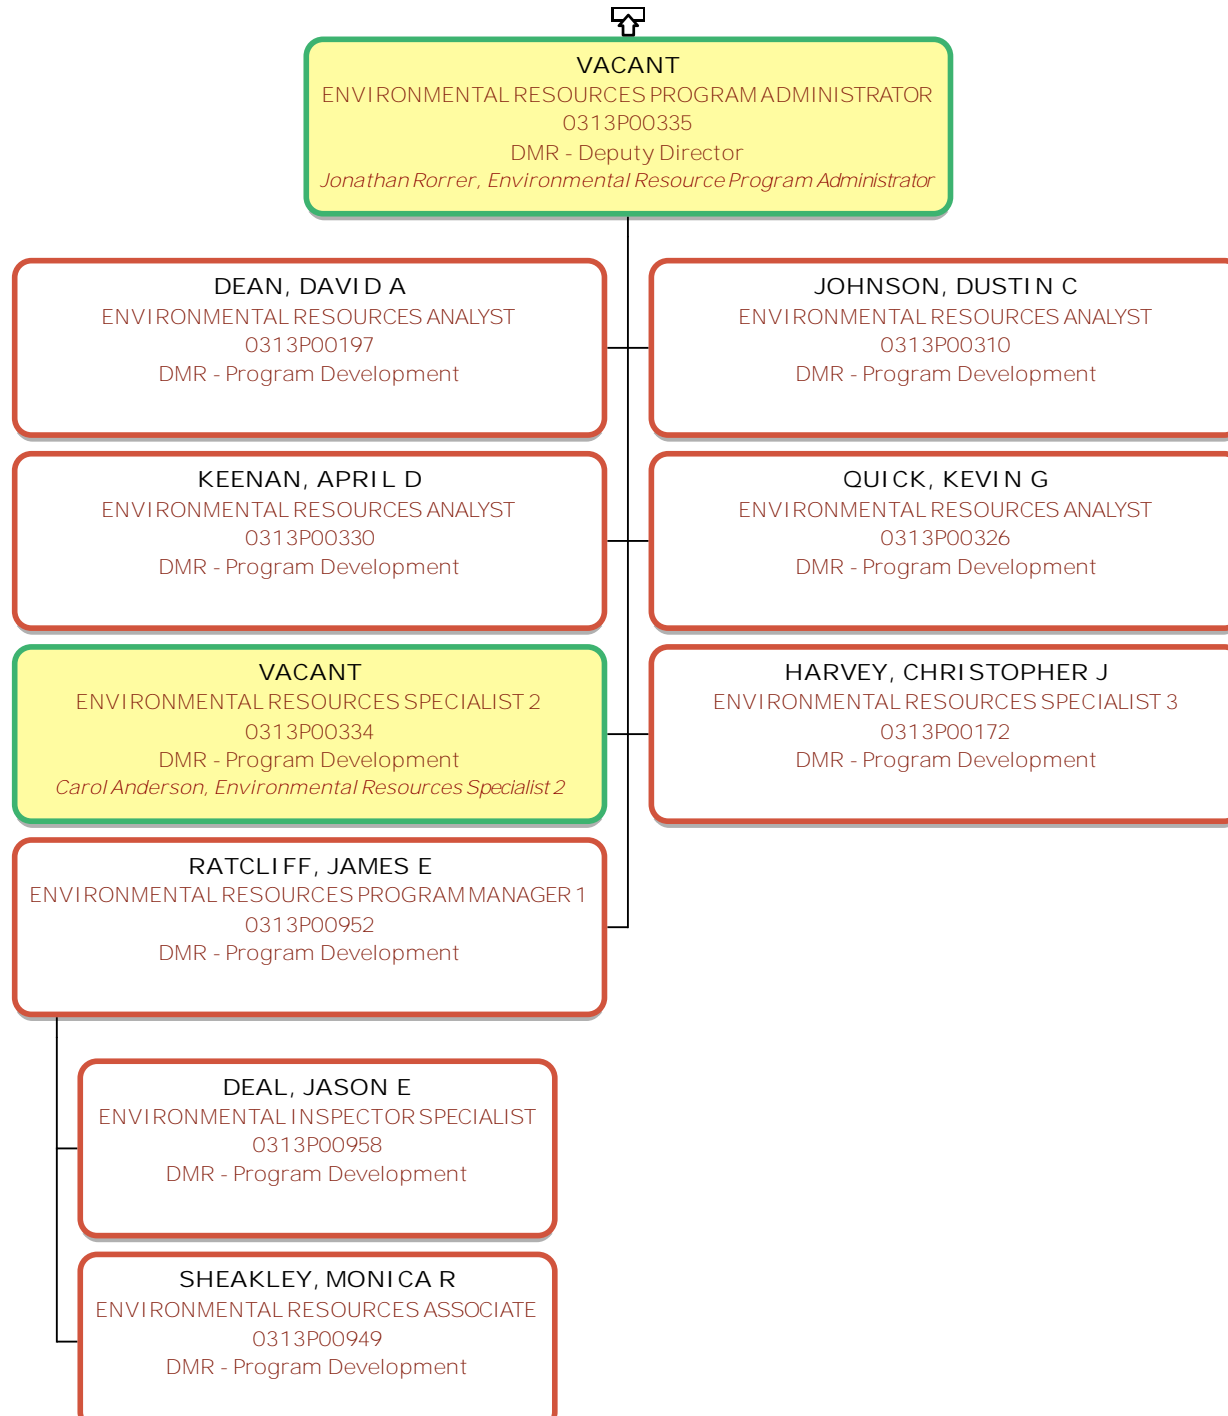 VACANT
ENVIRONMENTAL RESOURCES PROGRAM ADMINISTRATOR
0313P00335
DMR - Deputy Director
Jonathan Rorrer, Environmental Resource Program Administrator
DEAN, DAVID A
ENVIRONMENTAL RESOURCES ANALYST
0313P00197
DMR - Program Development
JOHNSON, DUSTIN C
ENVIRONMENTAL RESOURCES ANALYST
0313P00310
DMR - Program Development
KEENAN, APRIL D
ENVIRONMENTAL RESOURCES ANALYST
0313P00330
DMR - Program Development
QUICK, KEVIN G
ENVIRONMENTAL RESOURCES ANALYST
0313P00326
DMR - Program Development
VACANT
ENVIRONMENTAL RESOURCES SPECIALIST 2
0313P00334
DMR - Program Development
Carol Anderson, Environmental Resources Specialist 2
HARVEY, CHRISTOPHER J
ENVIRONMENTAL RESOURCES SPECIALIST 3
0313P00172
DMR - Program Development
RATCLIFF, JAMES E
ENVIRONMENTAL RESOURCES PROGRAM MANAGER 1
0313P00952
DMR - Program Development
DEAL, JASON E
ENVIRONMENTAL INSPECTOR SPECIALIST
0313P00958
DMR - Program Development
SHEAKLEY, MONICA R
ENVIRONMENTAL RESOURCES ASSOCIATE
0313P00949
DMR - Program Development